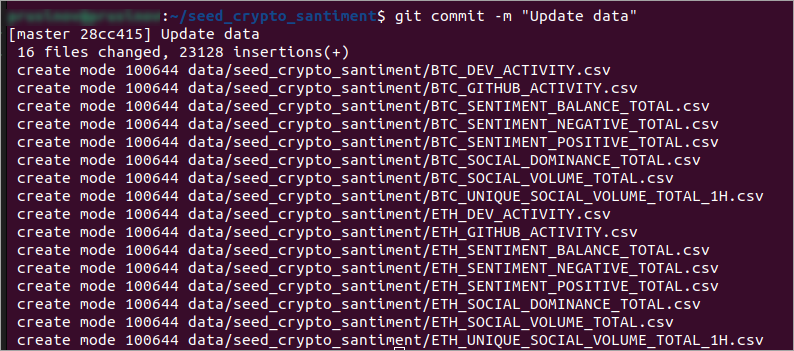 :~/seed_crypto_santiment$ git commit -m "Update data"
[master 28cc415] Update data
 16 files changed, 23128 insertions(+)
 create mode 100644 data/seed_crypto_santiment/BTC_DEV_ACTIVITY.csv
 create mode 100644 data/seed_crypto_santiment/BTC_GITHUB_ACTIVITY.csv
 create mode 100644 data/seed_crypto_santiment/BTC_SENTIMENT_BALANCE_TOTAL.csv
 create mode 100644 data/seed_crypto_santiment/BTC_SENTIMENT_NEGATIVE_TOTAL.csv
 create mode 100644 data/seed_crypto_santiment/BTC_SENTIMENT_POSITIVE_TOTAL.csv
 create mode 100644 data/seed_crypto_santiment/BTC_SOCIAL_DOMINANCE_TOTAL.csv
 create mode 100644 data/seed_crypto_santiment/BTC_SOCIAL_VOLUME_TOTAL.csv
 create mode 100644 data/seed_crypto_santiment/BTC_UNIQUE_SOCIAL_VOLUME_TOTAL_1H.csv
 create mode 100644 data/seed_crypto_santiment/ETH_DEV_ACTIVITY.csv
 create mode 100644 data/seed_crypto_santiment/ETH_GITHUB_ACTIVITY.csv
 create mode 100644 data/seed_crypto_santiment/ETH_SENTIMENT_BALANCE_TOTAL.csv
 create mode 100644 data/seed_crypto_santiment/ETH_SENTIMENT_NEGATIVE_TOTAL.csv
 create mode 100644 data/seed_crypto_santiment/ETH_SENTIMENT_POSITIVE_TOTAL.csv
 create mode 100644 data/seed_crypto_santiment/ETH_SOCIAL_DOMINANCE_TOTAL.csv
 create mode 100644 data/seed_crypto_santiment/ETH_SOCIAL_VOLUME_TOTAL.csv
 create mode 100644 data/seed_crypto_santiment/ETH_UNIQUE_SOCIAL_VOLUME_TOTAL_1H.csv